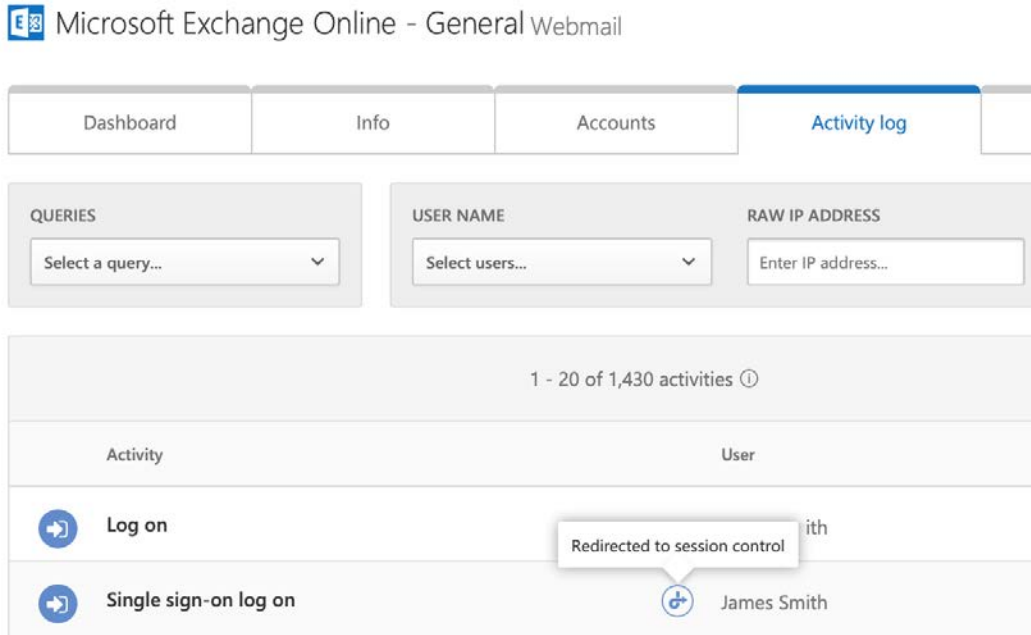 Microsoft Exchange Online - General Webmail
Dashboard Info Accounts Activity log
QUERIES USER NAME RAW IP ADDRESS
Select a query... Select users... Enter IP address...
1 - 20 of 1,430 activities
Activity User
Log on ith
Redirected to session control
Single sign-on log on James Smith